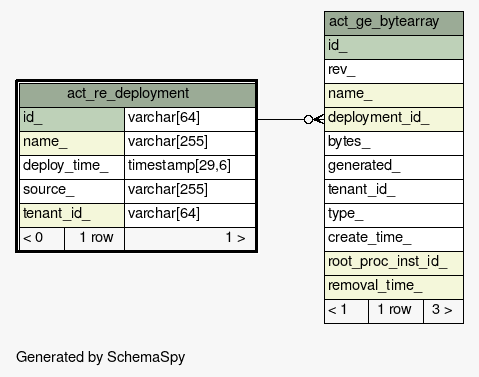 act_re_deployment
id_ varchar[64]
name_ varchar[255]
deploy_time_ timestamp[29,6]
source_ varchar[255]
tenant_id_ varchar[64]
< 0 1 row 1 >
act_ge_bytearray
id_
rev_
name_
deployment_id_
bytes_
generated_
tenant_id_
type_
create_time_
root_proc_inst_id_
removal_time_
< 1 1 row 3 >
Generated by SchemaSpy